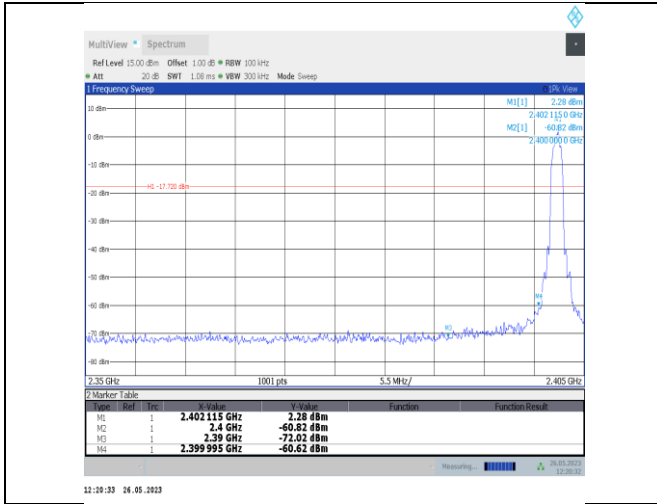 MultiView Spectrum
Ref Level 15.00 dBm Offset 1.00 dB RBW 100 kHz
Att 20 dB SWT 1.08 ms VBW 300 kHz Mode Sweep
1 Frequency Sweep 1Pk View
M1[1] 2.28 dBm
2.402 115 0 GHz
M2[1] -60.82 dBm
2.400 000 0 GHz
10 dBm
0 dBm
-10 dBm
H1 -17.720 dBm
-20 dBm
-30 dBm
-40 dBm
-50 dBm
-60 dBm
M4
-70 dBm
M3
-80 dBm
2.35 GHz 1001 pts 5.5 MHz/ 2.405 GHz
2 Marker Table
Type Ref Trc X-Value Y-Value Function Function Result
M1 1 2.402 115 GHz 2.28 dBm
M2 1 2.4 GHz -60.82 dBm
M3 1 2.39 GHz -72.02 dBm
M4 1 2.399 995 GHz -60.62 dBm
Measuring...
12:20:32
12:20:33 26.05.2023